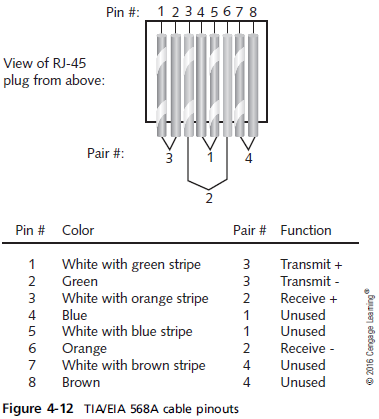 Pin #: 1 2 3 4 5 6 7 8
View of RJ-45
plug from above:
Pair #: 3 1 4
2
Pin # Color Pair # Function
1 White with green stripe 3 Transmit +
2 Green 3 Transmit -
3 White with orange stripe 2 Receive +
4 Blue 1 Unused
5 White with blue stripe 1 Unused
6 Orange 2 Receive -
7 White with brown stripe 4 Unused
8 Brown 4 Unused
© 2016 Cengage Learning®
Figure 4-12 TIA/EIA 568A cable pinouts